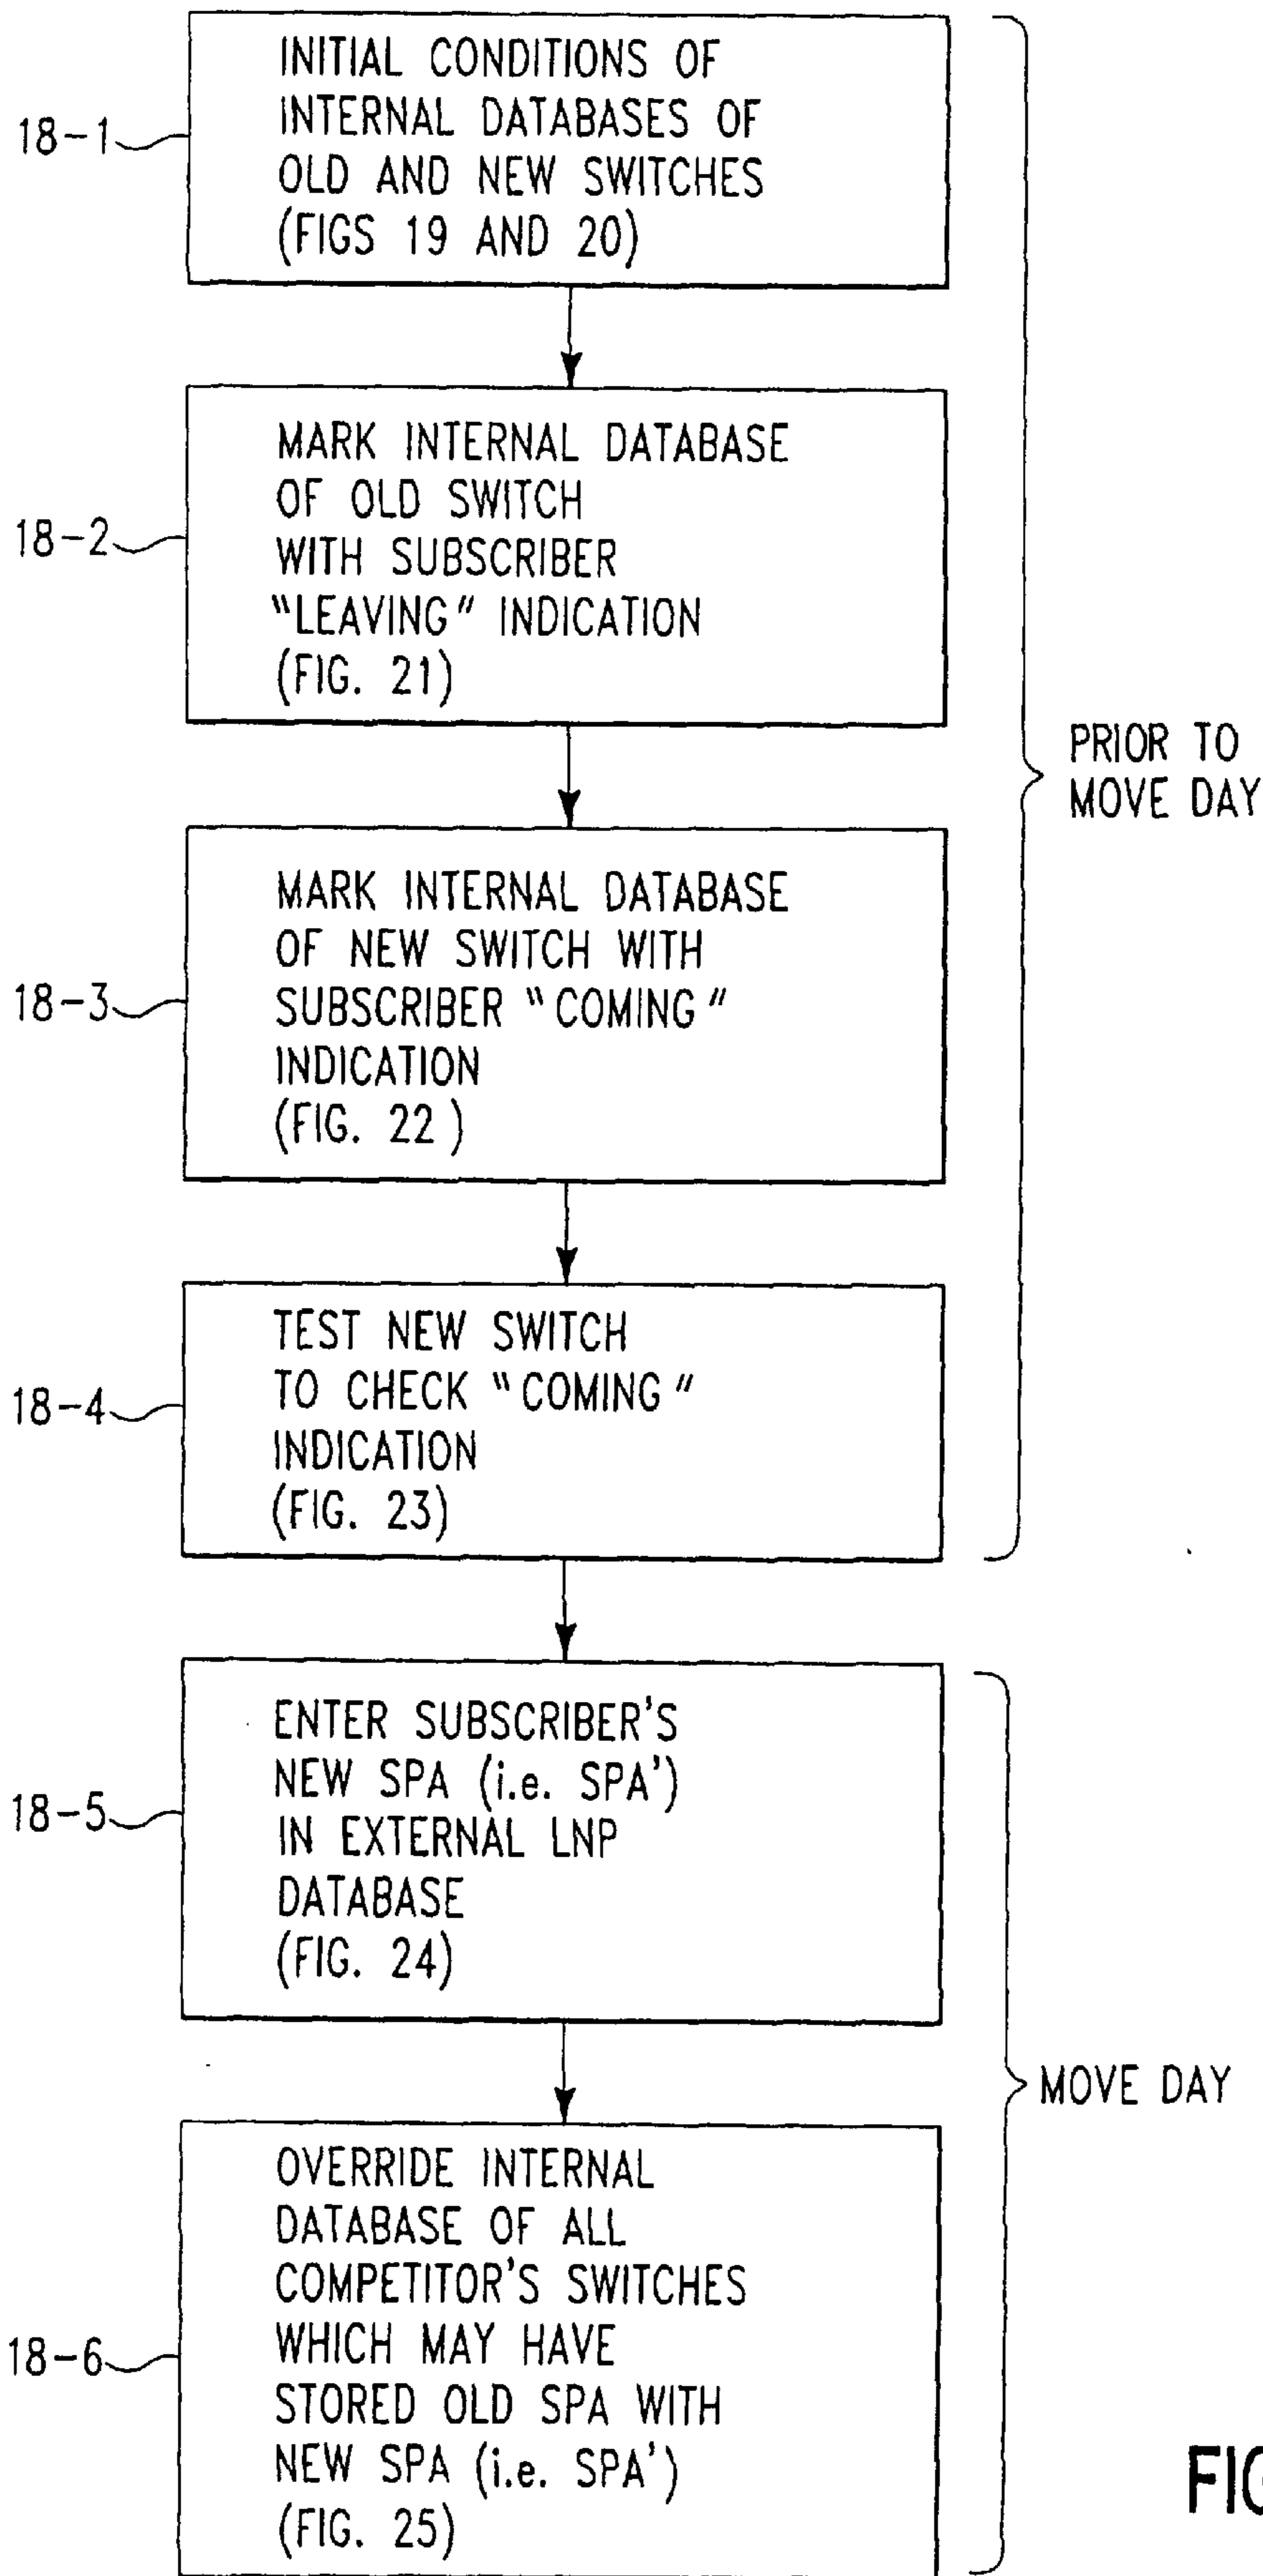 18-1
INITIAL CONDITIONS OF
INTERNAL DATABASES OF
OLD AND NEW SWITCHES
(FIGS 19 AND 20)
18-2
MARK INTERNAL DATABASE
OF OLD SWITCH
WITH SUBSCRIBER
"LEAVING" INDICATION
(FIG. 21)
PRIOR TO
MOVE DAY
18-3
MARK INTERNAL DATABASE
OF NEW SWITCH WITH
SUBSCRIBER "COMING"
INDICATION
(FIG. 22)
18-4
TEST NEW SWITCH
TO CHECK "COMING"
INDICATION
(FIG. 23)
18-5
ENTER SUBSCRIBER'S
NEW SPA (i.e. SPA')
IN EXTERNAL LNP
DATABASE
(FIG. 24)
MOVE DAY
18-6
OVERRIDE INTERNAL
DATABASE OF ALL
COMPETITOR'S SWITCHES
WHICH MAY HAVE
STORED OLD SPA WITH
NEW SPA (i.e. SPA')
(FIG. 25)